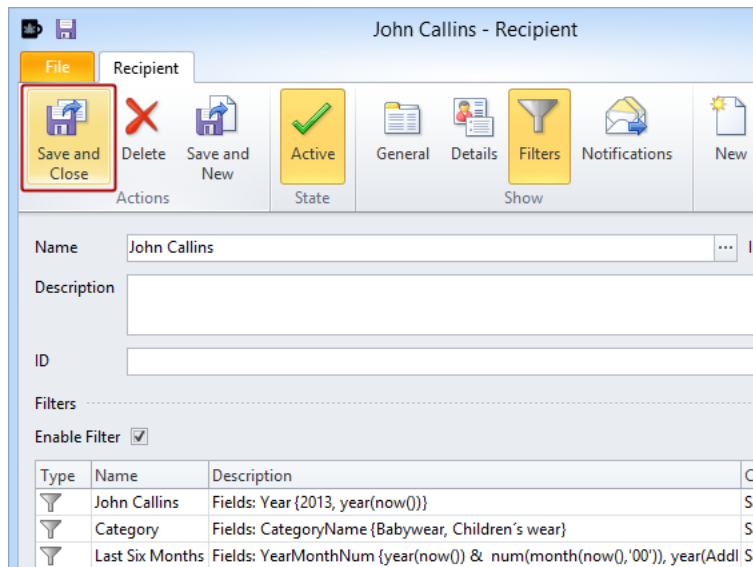 John Callins - Recipient
File Recipient
Save and Close Delete Save and New Active General Details Filters Notifications New
Actions State Show
Name John Callins
Description
ID
Filters
Enable Filter
Type Name Description
John Callins Fields: Year {2013, year(now())}
Category Fields: CategoryName {Babywear, Children´s wear}
Last Six Months Fields: YearMonthNum {year(now()) & num(month(now(),'00')), year(Addl